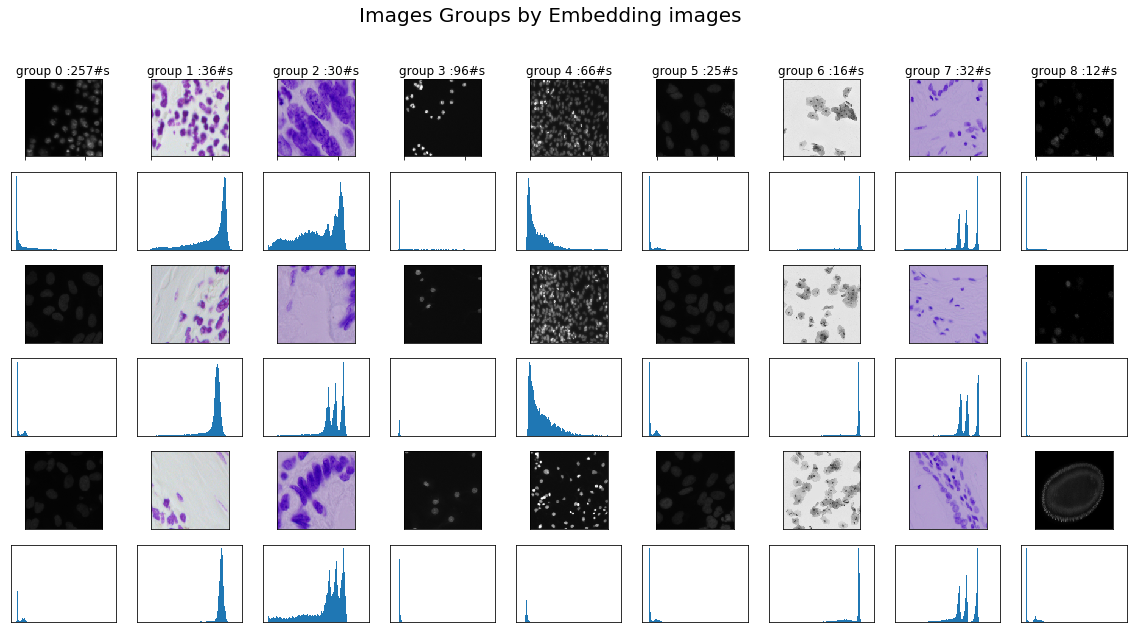 Images Groups by Embedding images
group 0 :257#s
group 1 :36#s
group 2 :30#s
group 3 :96#s
group 4 :66#s
group 5 :25#s
group 6 :16#s
group 7 :32#s
group 8 :12#s